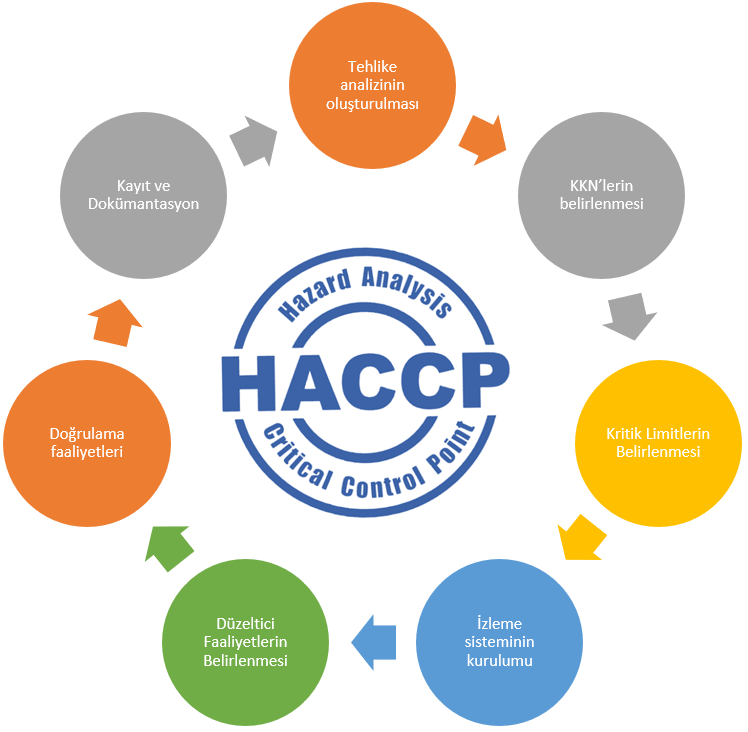 Tehlike
analizinin
oluşturulması
KKN’lerin
belirlenmesi
Kritik Limitlerin
Belirlenmesi
İzleme
sisteminin
kurulumu
Düzeltici
Faaliyetlerin
Belirlenmesi
Doğrulama
faaliyetleri
Kayıt ve
Dokümantasyon
Hazard Analysis
HACCP
Critical Control Point